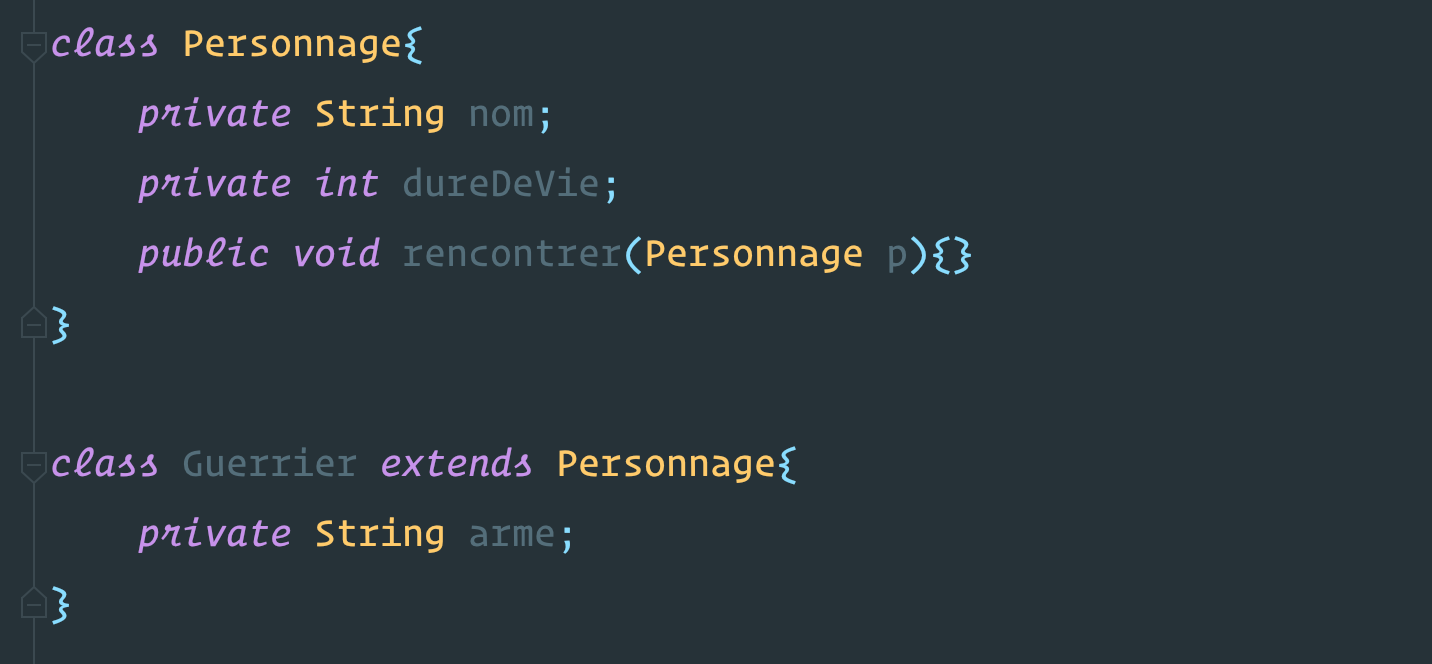 class Personnage{
    private String nom;
    private int dureDeVie;
    public void rencontrer(Personnage p){}
}

class Guerrier extends Personnage{
    private String arme;
}